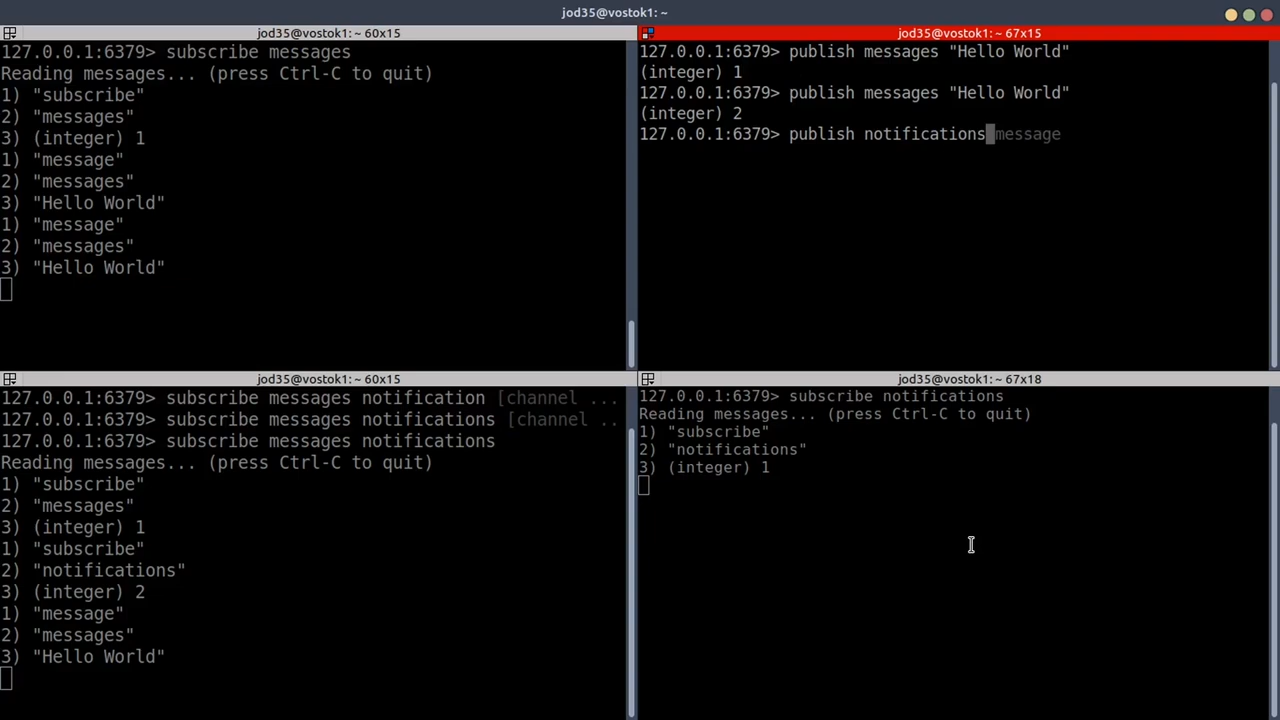 jod35@vostok1: ~
jod35@vostok1: ~ 60x15
127.0.0.1:6379> subscribe messages
Reading messages... (press Ctrl-C to quit)
1) "subscribe"
2) "messages"
3) (integer) 1
1) "message"
2) "messages"
3) "Hello World"
1) "message"
2) "messages"
3) "Hello World"
jod35@vostok1: ~ 67x15
127.0.0.1:6379> publish messages "Hello World"
(integer) 1
127.0.0.1:6379> publish messages "Hello World"
(integer) 2
127.0.0.1:6379> publish notifications message
jod35@vostok1: ~ 60x15
127.0.0.1:6379> subscribe messages notification [channel ...
127.0.0.1:6379> subscribe messages notifications [channel ..
127.0.0.1:6379> subscribe messages notifications
Reading messages... (press Ctrl-C to quit)
1) "subscribe"
2) "messages"
3) (integer) 1
1) "subscribe"
2) "notifications"
3) (integer) 2
1) "message"
2) "messages"
3) "Hello World"
jod35@vostok1: ~ 67x18
127.0.0.1:6379> subscribe notifications
Reading messages... (press Ctrl-C to quit)
1) "subscribe"
2) "notifications"
3) (integer) 1